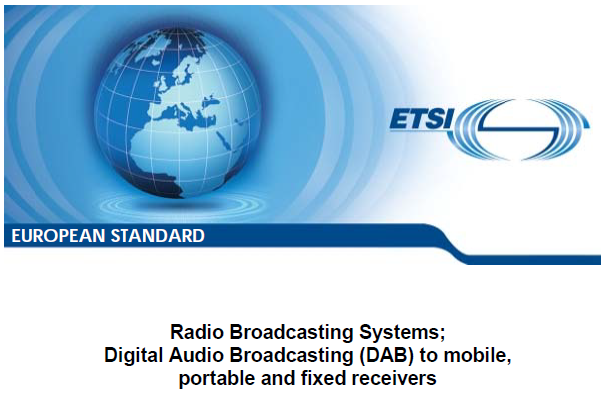 ETSI
EUROPEAN STANDARD
Radio Broadcasting Systems;
Digital Audio Broadcasting (DAB) to mobile,
portable and fixed receivers